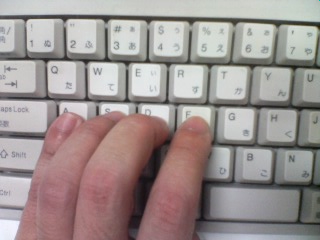 ! 1 ぬ " 2 ふ # ぁ 3 あ $ ぅ 4 う % ぇ 5 え & ぉ 6 お ' ゃ 7 や
Q た W て E ぃ い R す T か Y ん U
Caps Lock A S D F G き H く J
Shift ひ B こ N み
Ctrl